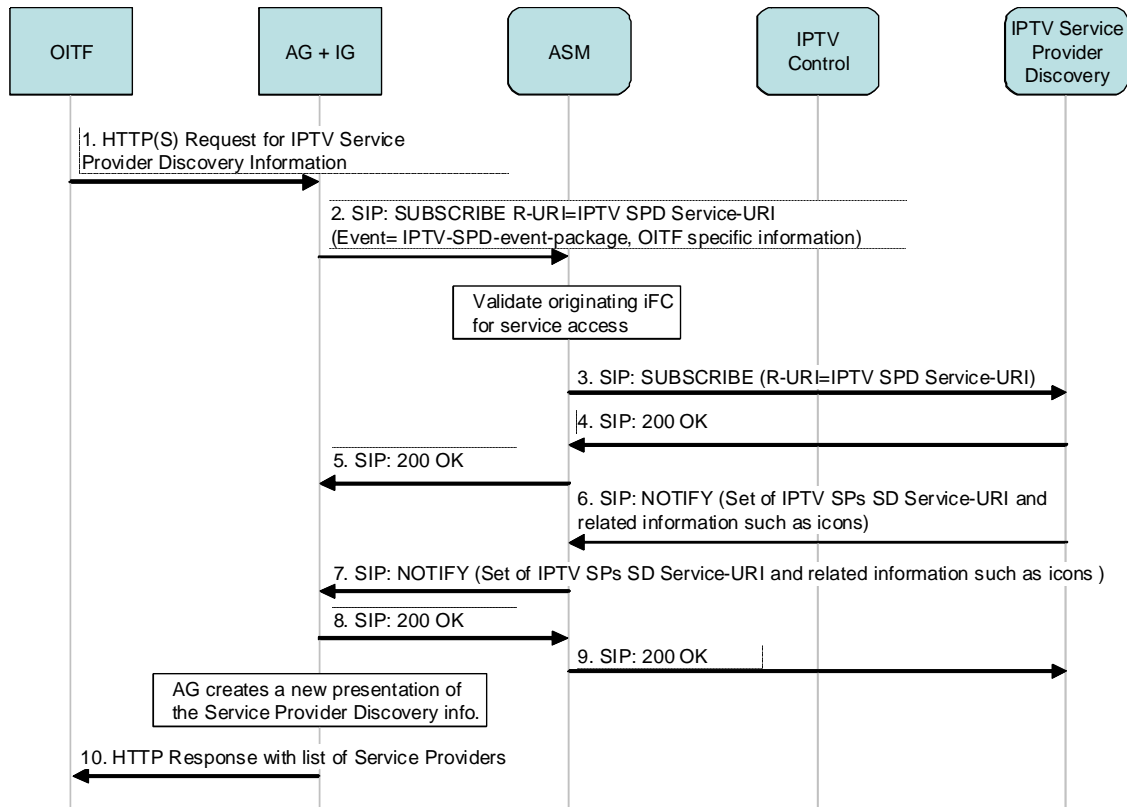 OITF
AG + IG
ASM
IPTV
Control
IPTV Service
Provider
Discovery
1. HTTP(S) Request for IPTV Service
Provider Discovery Information
2. SIP: SUBSCRIBE R-URI=IPTV SPD Service-URI
(Event= IPTV-SPD-event-package, OITF specific information)
Validate originating iFC
for service access
3. SIP: SUBSCRIBE (R-URI=IPTV SPD Service-URI)
4. SIP: 200 OK
5. SIP: 200 OK
6. SIP: NOTIFY (Set of IPTV SPs SD Service-URI and
related information such as icons)
7. SIP: NOTIFY (Set of IPTV SPs SD Service-URI and related information such as icons )
8. SIP: 200 OK
9. SIP: 200 OK
AG creates a new presentation of
the Service Provider Discovery info.
10. HTTP Response with list of Service Providers